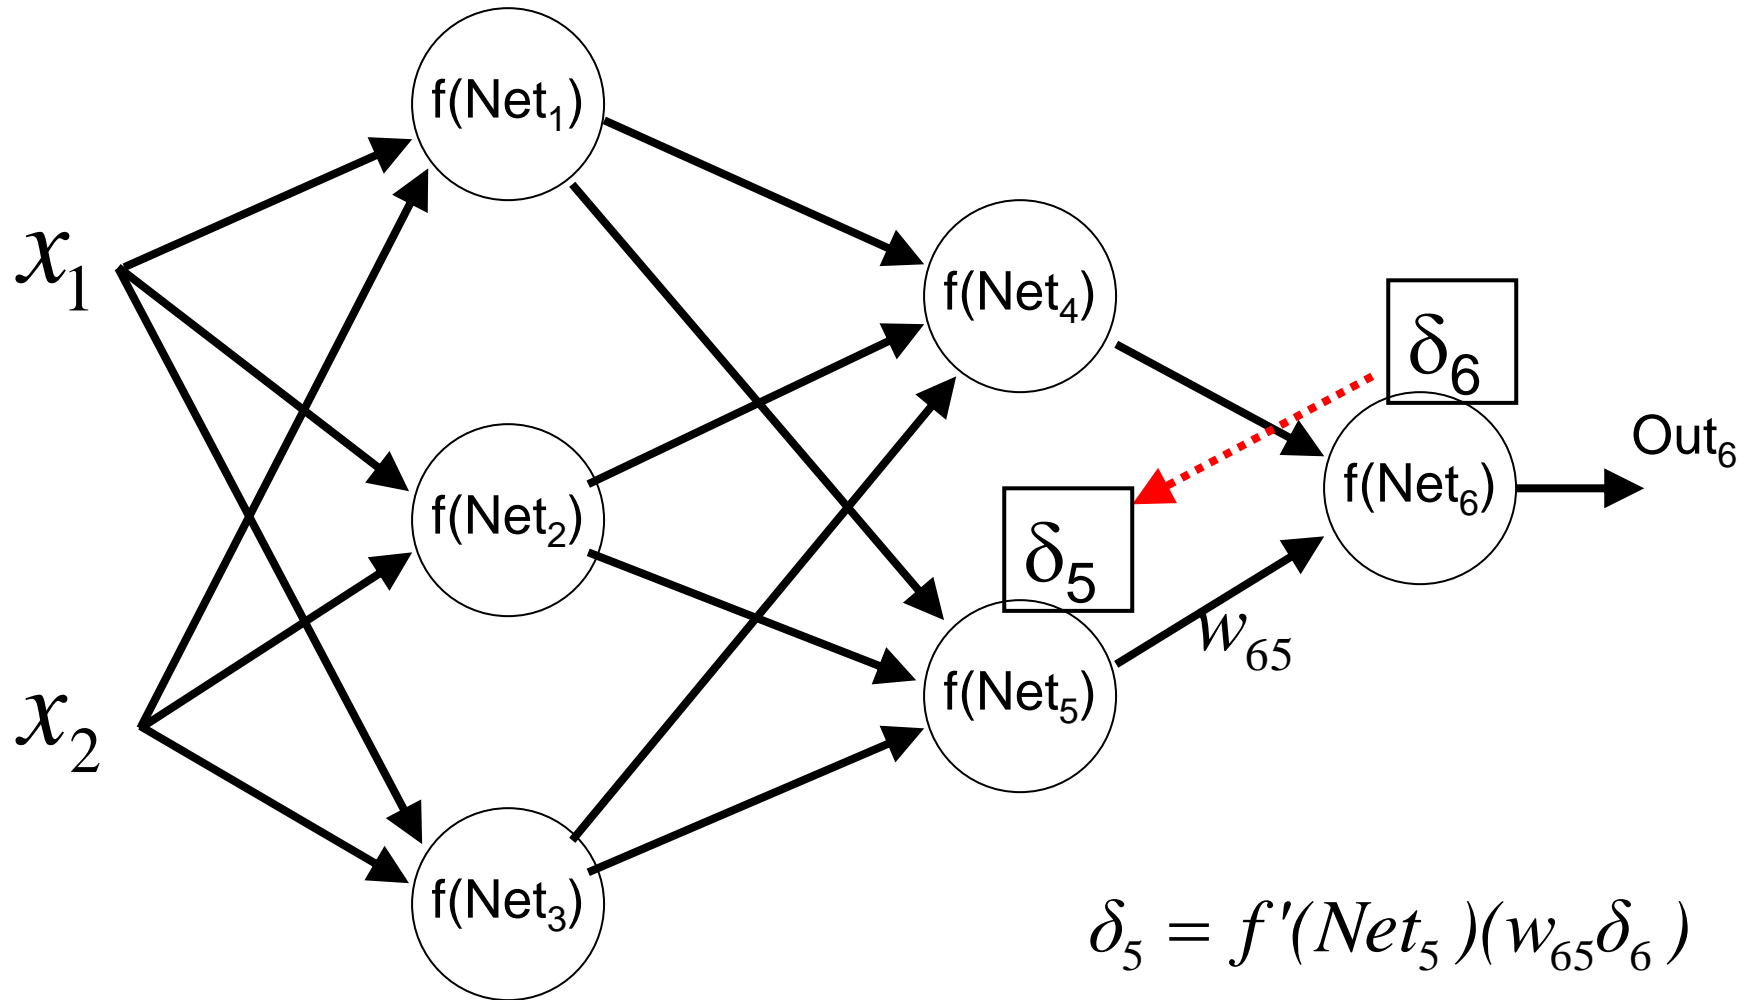 f(Net₁)
x₁
f(Net₄)
δ₆
Out₆
f(Net₆)
f(Net₂)
δ₅
w₆₅
f(Net₅)
x₂
f(Net₃)
δ₅ = f'(Net₅)(w₆₅δ₆)